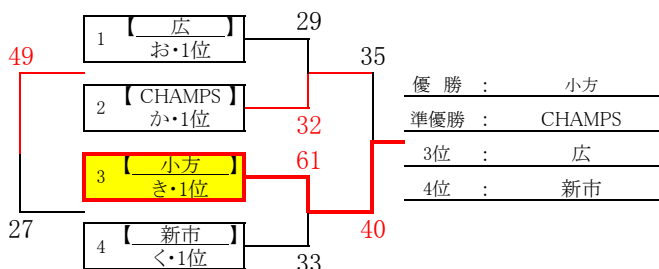 49
27
1 【 広 】
お・1位
2 【 CHAMPS 】
か・1位
3 【 小方 】
き・1位
4 【 新市 】
く・1位
29
32
61
33
35
40
優 勝 : 小方
準優勝 : CHAMPS
3位 : 広
4位 : 新市